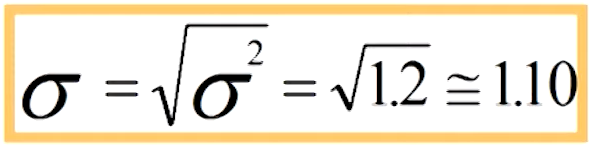 σ = √σ² = √1.2 ≅ 1.10